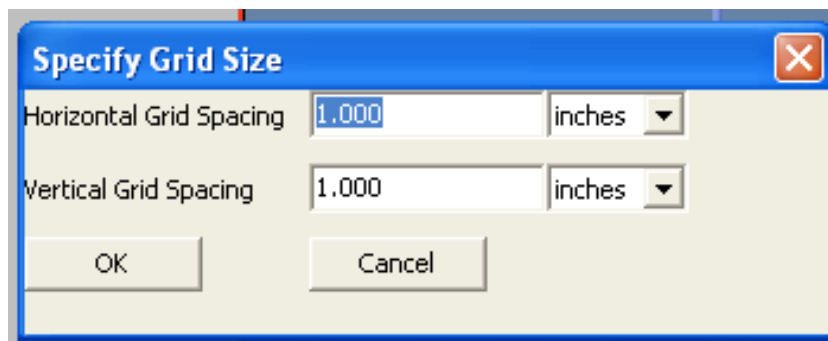 Specify Grid Size
Horizontal Grid Spacing 1.000 inches
Vertical Grid Spacing 1.000 inches
OK Cancel